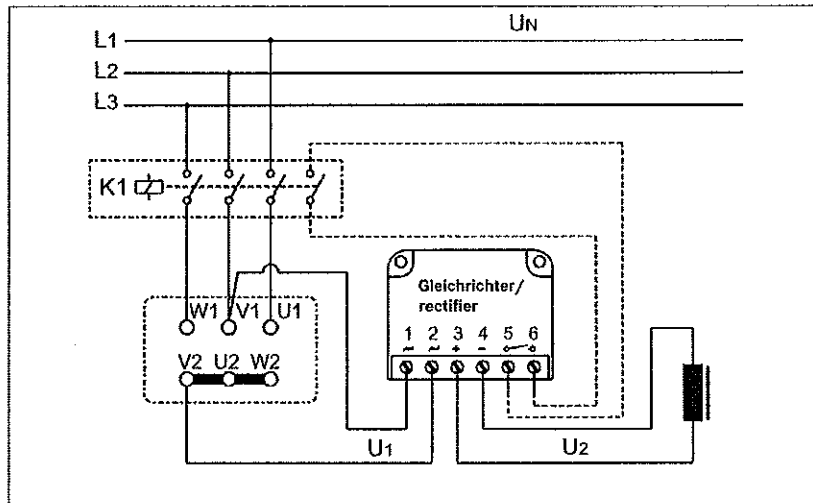 UN
L1
L2
L3
K1
Gleichrichter/
rectifier
W1 V1 U1
1 2 3 4 5 6
~ ~ + -
V2 U2 W2
U1
U2